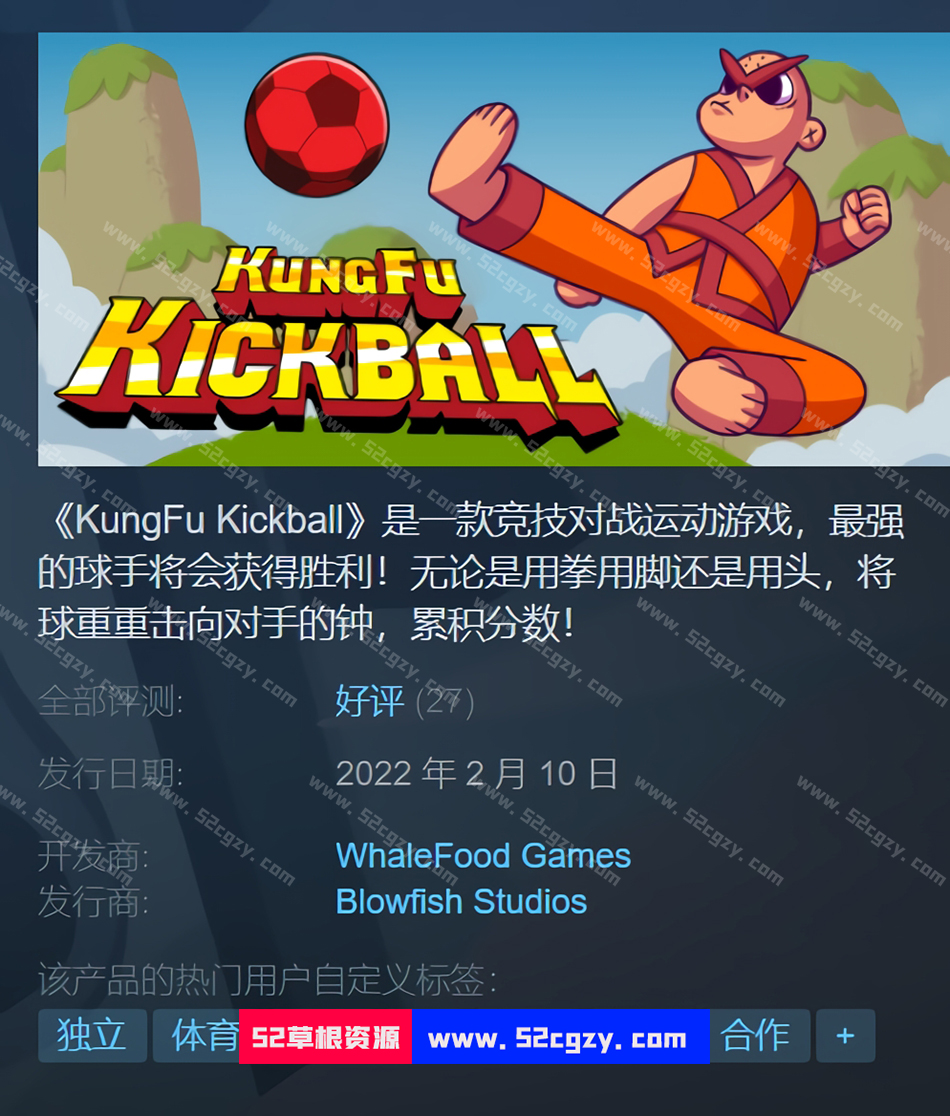 KUNGFU
KICKBALL
《KungFu Kickball》是一款竞技对战运动游戏，最强
的球手将会获得胜利！无论是用拳用脚还是用头，将
球重重击向对手的钟，累积分数！
全部评测: 好评 (27)
发行日期: 2022 年 2 月 10 日
开发商: WhaleFood Games
发行商: Blowfish Studios
该产品的热门用户自定义标签:
独立 体育 52草根资源 www.52cgzy.com 合作 +
www.52cgzy.com